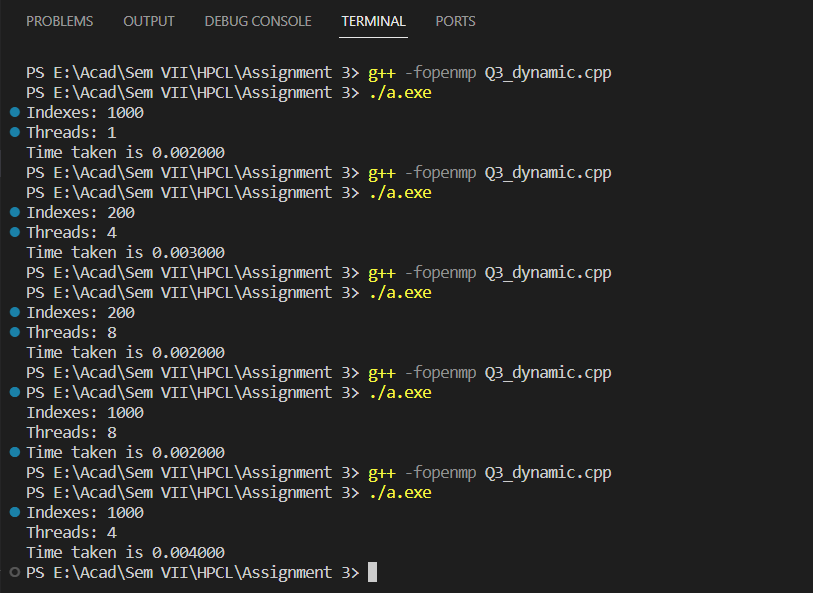 PROBLEMS OUTPUT DEBUG CONSOLE TERMINAL PORTS
PS E:\Acad\Sem VII\HPCL\Assignment 3> g++ -fopenmp Q3_dynamic.cpp
PS E:\Acad\Sem VII\HPCL\Assignment 3> ./a.exe
Indexes: 1000
Threads: 1
Time taken is 0.002000
PS E:\Acad\Sem VII\HPCL\Assignment 3> g++ -fopenmp Q3_dynamic.cpp
PS E:\Acad\Sem VII\HPCL\Assignment 3> ./a.exe
Indexes: 200
Threads: 4
Time taken is 0.003000
PS E:\Acad\Sem VII\HPCL\Assignment 3> g++ -fopenmp Q3_dynamic.cpp
PS E:\Acad\Sem VII\HPCL\Assignment 3> ./a.exe
Indexes: 200
Threads: 8
Time taken is 0.002000
PS E:\Acad\Sem VII\HPCL\Assignment 3> g++ -fopenmp Q3_dynamic.cpp
PS E:\Acad\Sem VII\HPCL\Assignment 3> ./a.exe
Indexes: 1000
Threads: 8
Time taken is 0.002000
PS E:\Acad\Sem VII\HPCL\Assignment 3> g++ -fopenmp Q3_dynamic.cpp
PS E:\Acad\Sem VII\HPCL\Assignment 3> ./a.exe
Indexes: 1000
Threads: 4
Time taken is 0.004000
PS E:\Acad\Sem VII\HPCL\Assignment 3>